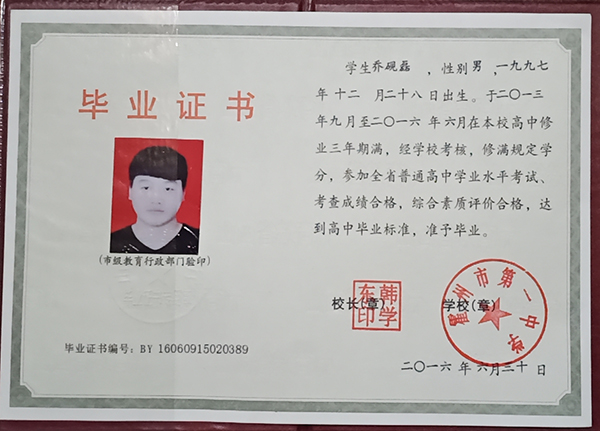 毕业证书
(市级教育行政部门验印)
毕业证书编号：BY 16060915020389
学生乔砚磊 ，性别男，一九九七
年十二 月二十八日出生。于二〇一三
年九月至二〇一六 年六月在本校高中修
业三年期满，经学校考核，修满规定学
分，参加全省普通高中学业水平考试、
考查成绩合格，综合素质评价合格，达
到高中毕业标准，准予毕业。
校长(章)
韩学东印
学校(章)
霍州市第一中学
二〇一六 年 六月三十 日